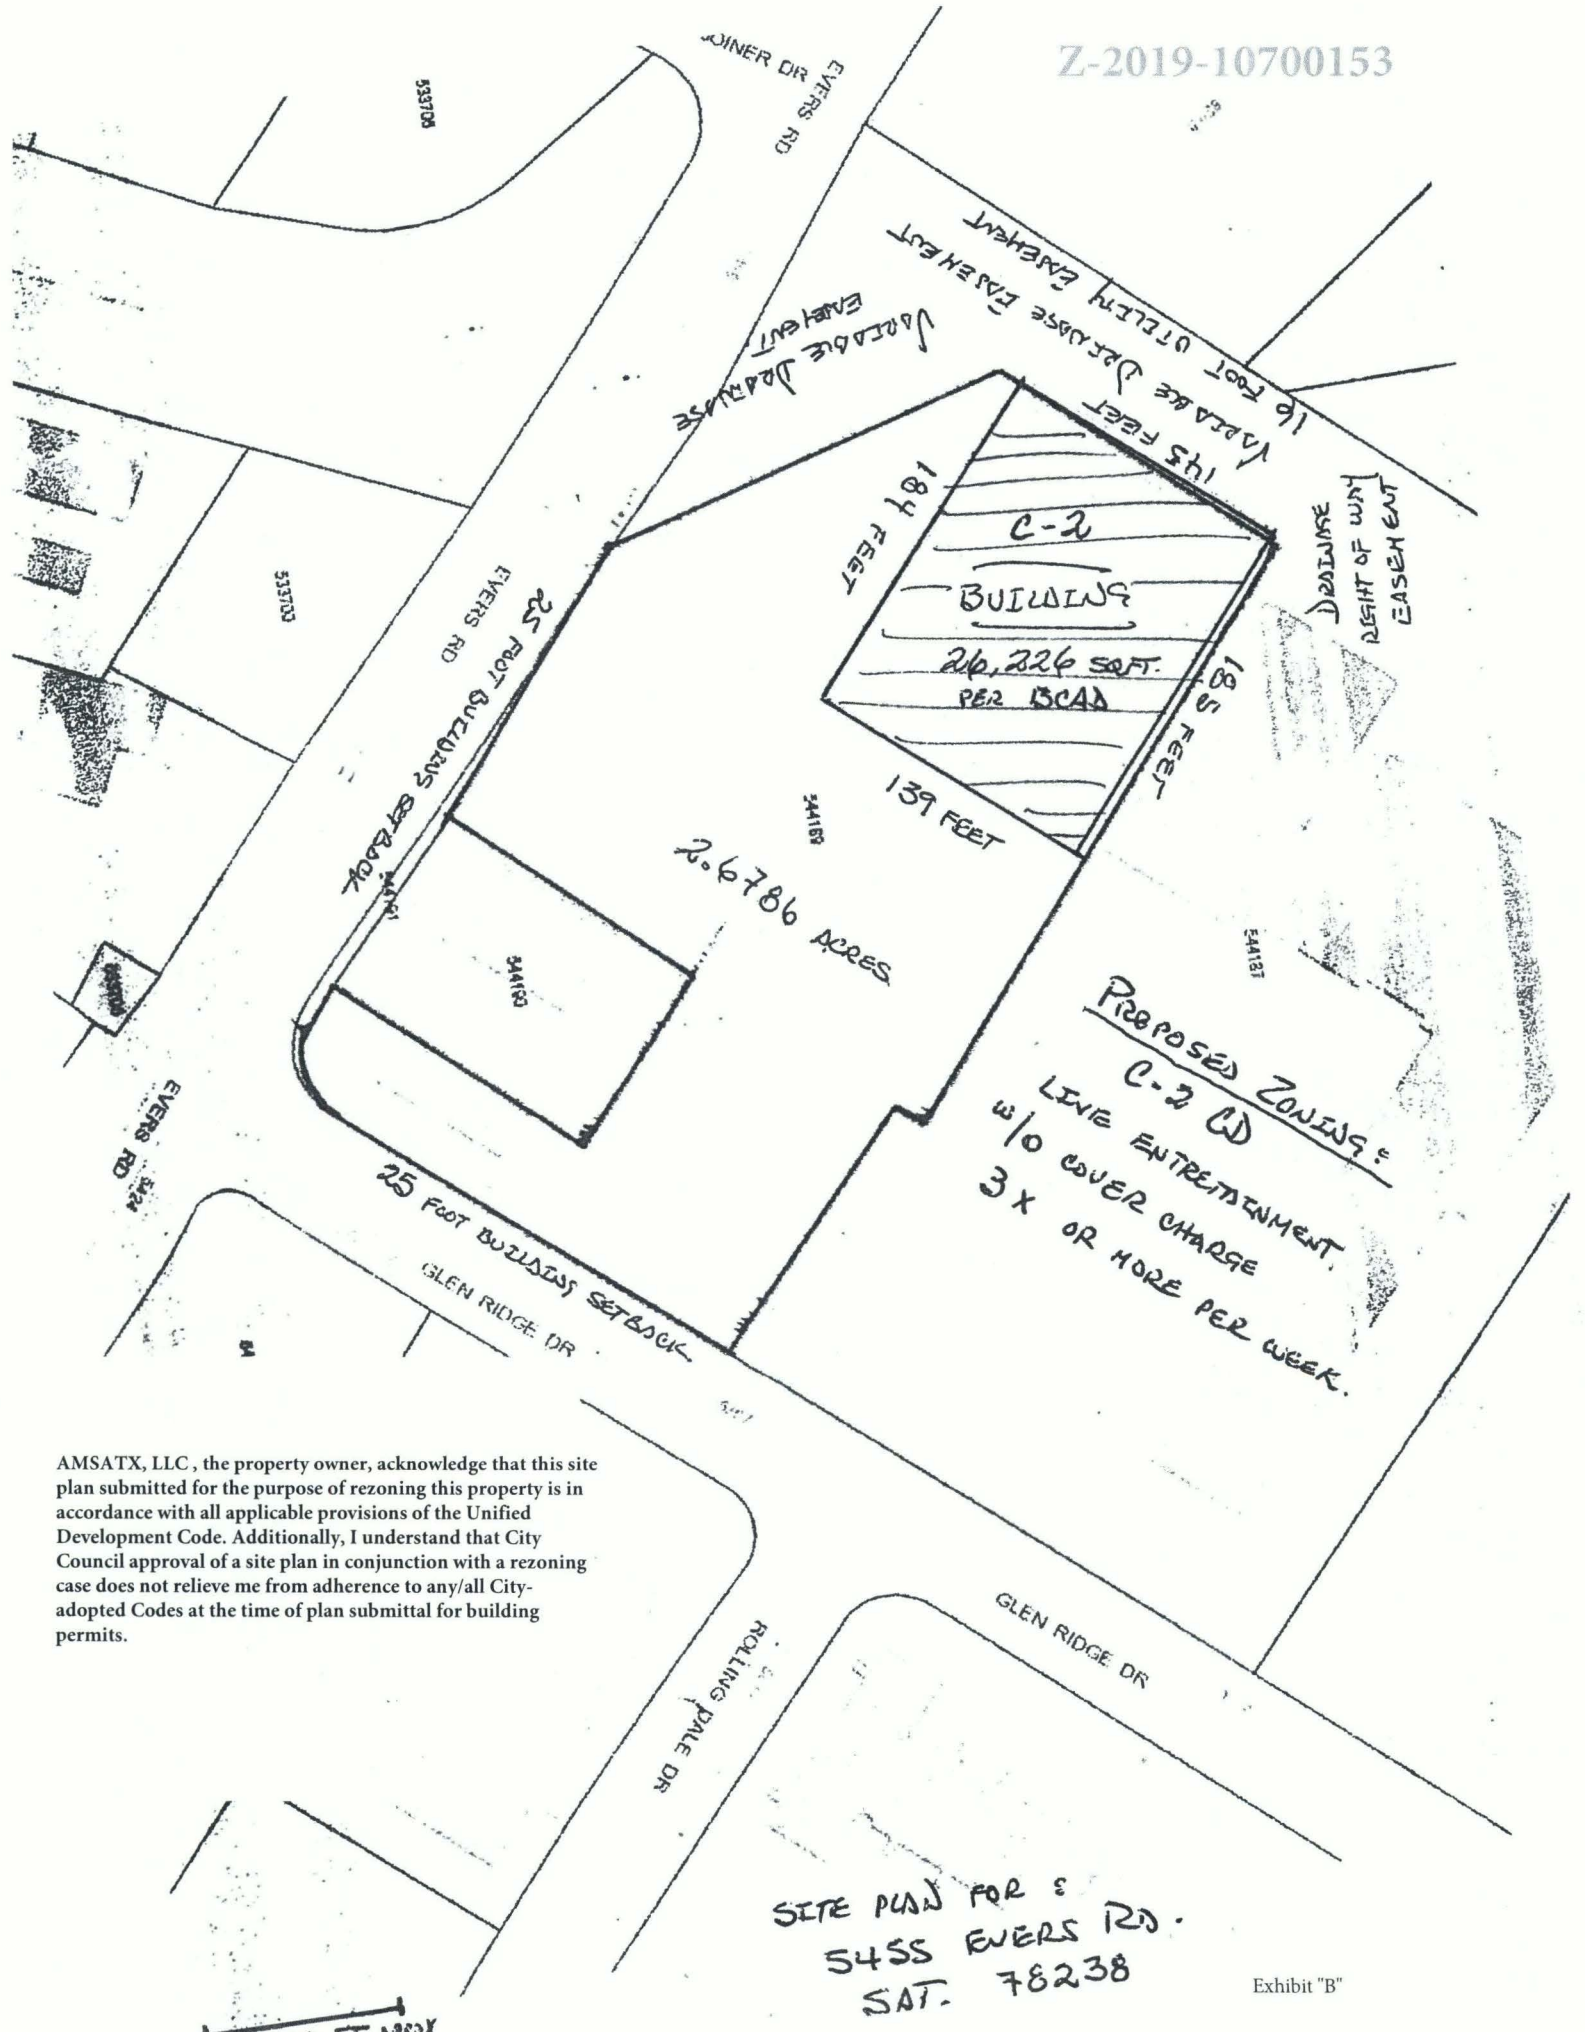 Z-2019-10700153
JOINER DR
EVERS RD
533708
16 FOOT UTILITY EASEMENT
VARIABLE DRAINAGE EASEMENT
VARIABLE DRAINAGE
EASEMENT
145 FEET
184 FEET
C-2
BUILDING
26,226 SQFT.
PER BCAD
185 FEET
139 FEET
DRAINAGE
RIGHT OF WAY
EASEMENT
533700
EVERS RD
25 FOOT BUILDING SETBACK
544189
2.6786 ACRES
544190
544187
PROPOSED ZONING:
C-2 CD
LIVE ENTRETAINMENT.
W/O COVER CHARGE
3 X OR MORE PER WEEK.
EVERS RD
25 FOOT BUILDING SETBACK
GLEN RIDGE DR
AMSATX, LLC , the property owner, acknowledge that this site
plan submitted for the purpose of rezoning this property is in
accordance with all applicable provisions of the Unified
Development Code. Additionally, I understand that City
Council approval of a site plan in conjunction with a rezoning
case does not relieve me from adherence to any/all City-
adopted Codes at the time of plan submittal for building
permits.
GLEN RIDGE DR
ROLLING DALE DR
SITE PLAN FOR :
5455 EVERS RD.
SAT. 78238
Exhibit "B"